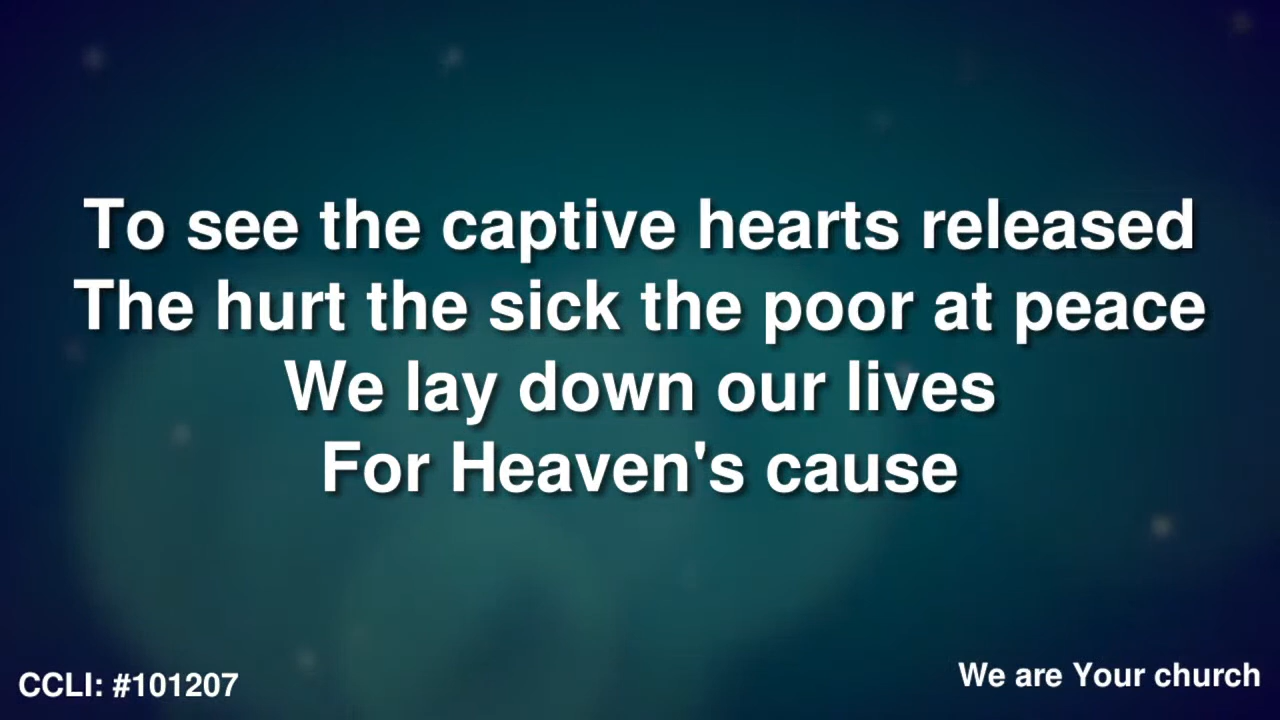 To see the captive hearts released
The hurt the sick the poor at peace
We lay down our lives
For Heaven's cause
CCLI: #101207
We are Your church